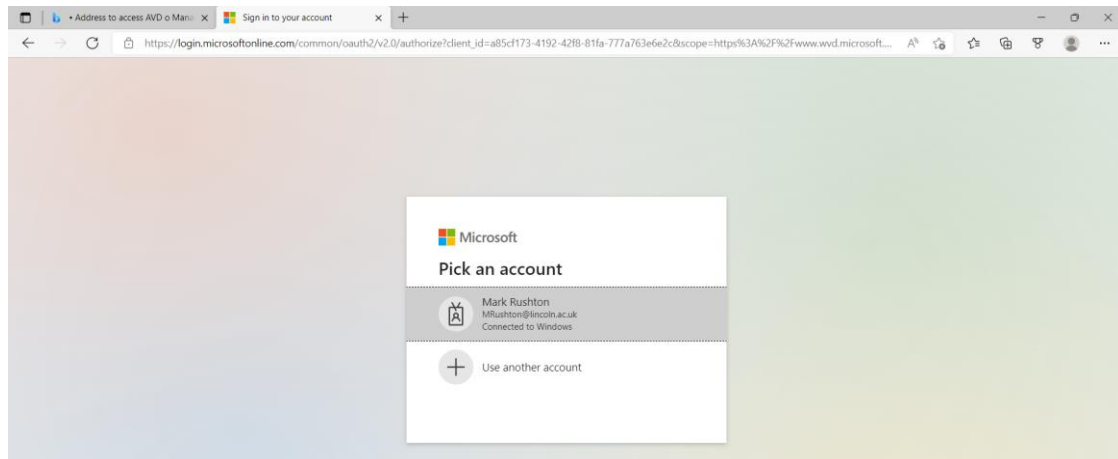 • Address to access AVD o Mana
Sign in to your account
https://login.microsoftonline.com/common/oauth2/v2.0/authorize?client_id=a85cf173-4192-42f8-81fa-777a763e6e2c&scope=https%3A%2F%2Fwww.wvd.microsoft....
Microsoft
Pick an account
Mark Rushton
MRushton@lincoln.ac.uk
Connected to Windows
Use another account